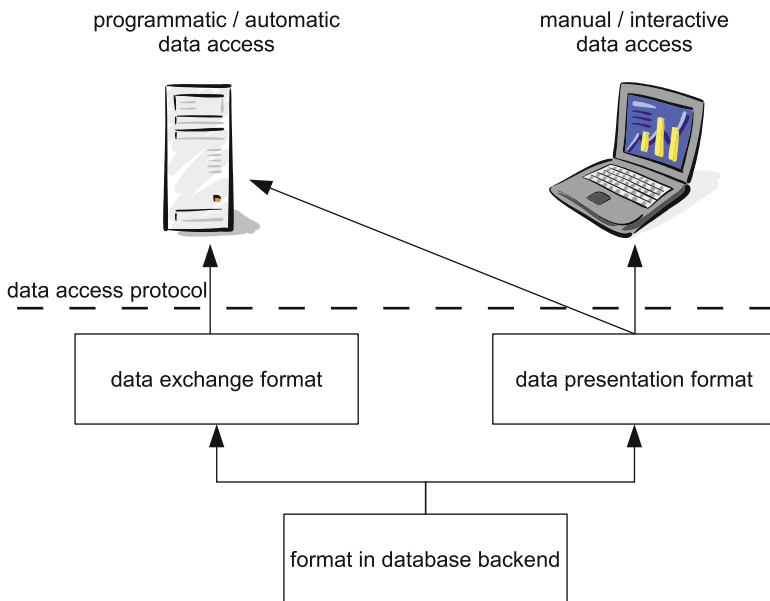 programmatic / automatic
data access
manual / interactive
data access
data access protocol
data exchange format
data presentation format
format in database backend